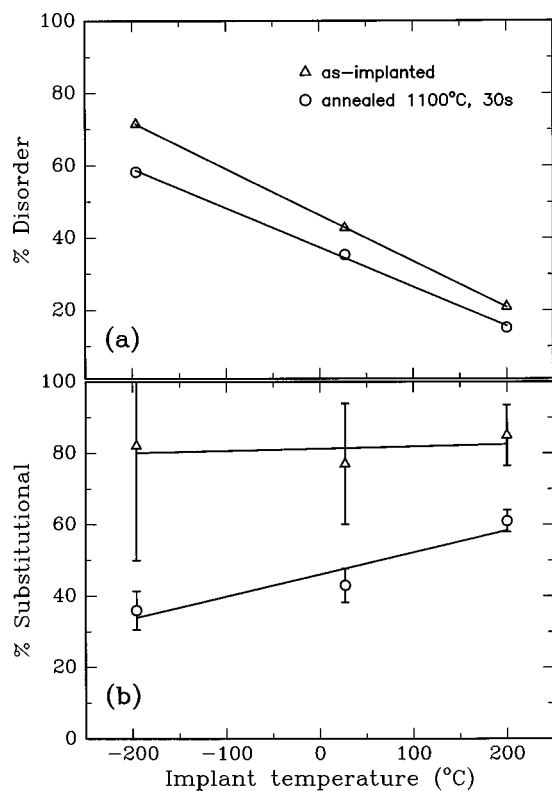 100
80
60
40
20
% Disorder
△ as-implanted
○ annealed 1100°C, 30s
(a)
100
80
60
40
20
0
% Substitutional
(b)
−200 −100 0 100 200
Implant temperature (°C)